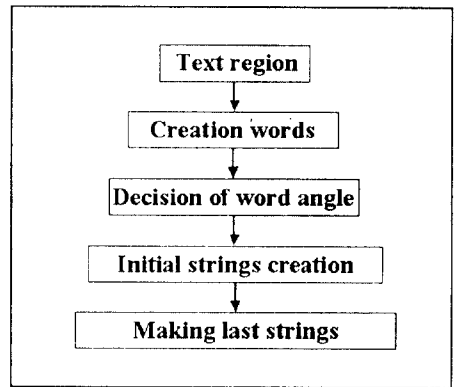 Text region
Creation words
Decision of word angle
Initial strings creation
Making last strings